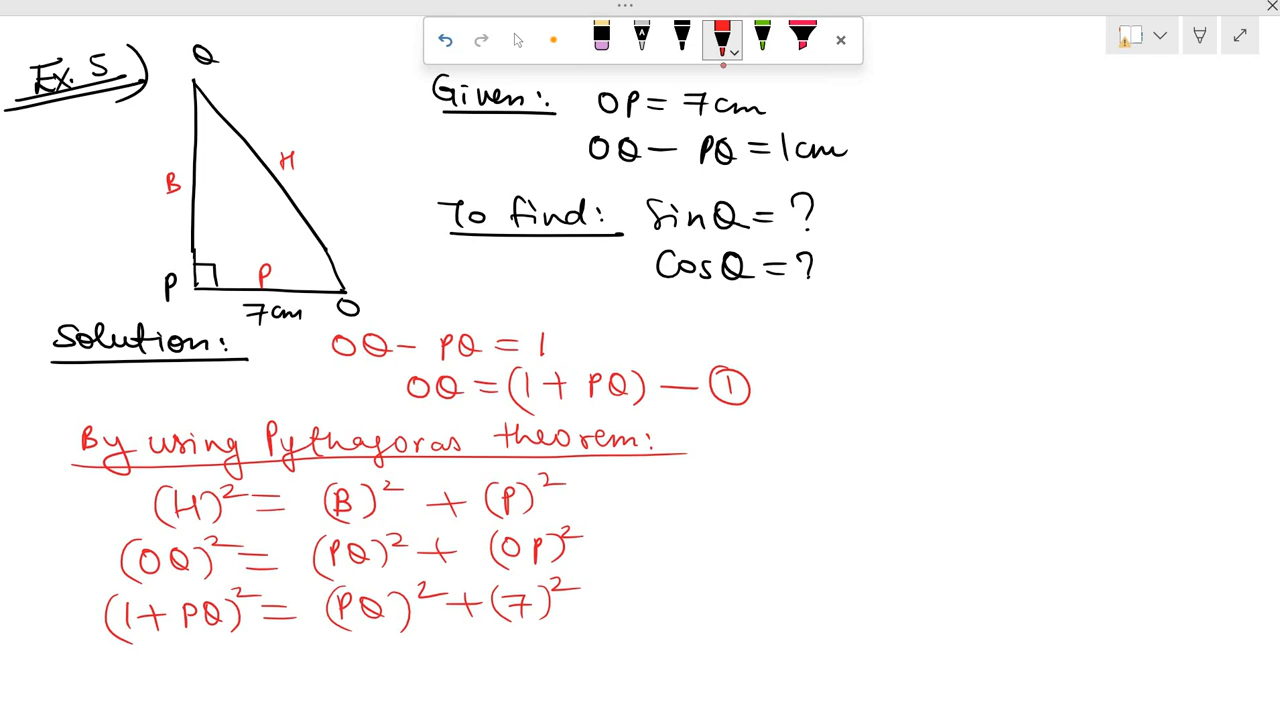 Ex. 5)
Q
B
H
P
P
7cm
O
Given:
OP = 7cm
OQ - PQ = 1cm
To find:
sinQ = ?
CosQ = ?
Solution:
OQ - PQ = 1
OQ = (1 + PQ) — ①
By using Pythagoras theorem:
(H)² = (B)² + (P)²
(OQ)² = (PQ)² + (OP)²
(1 + PQ)² = (PQ)² + (7)²